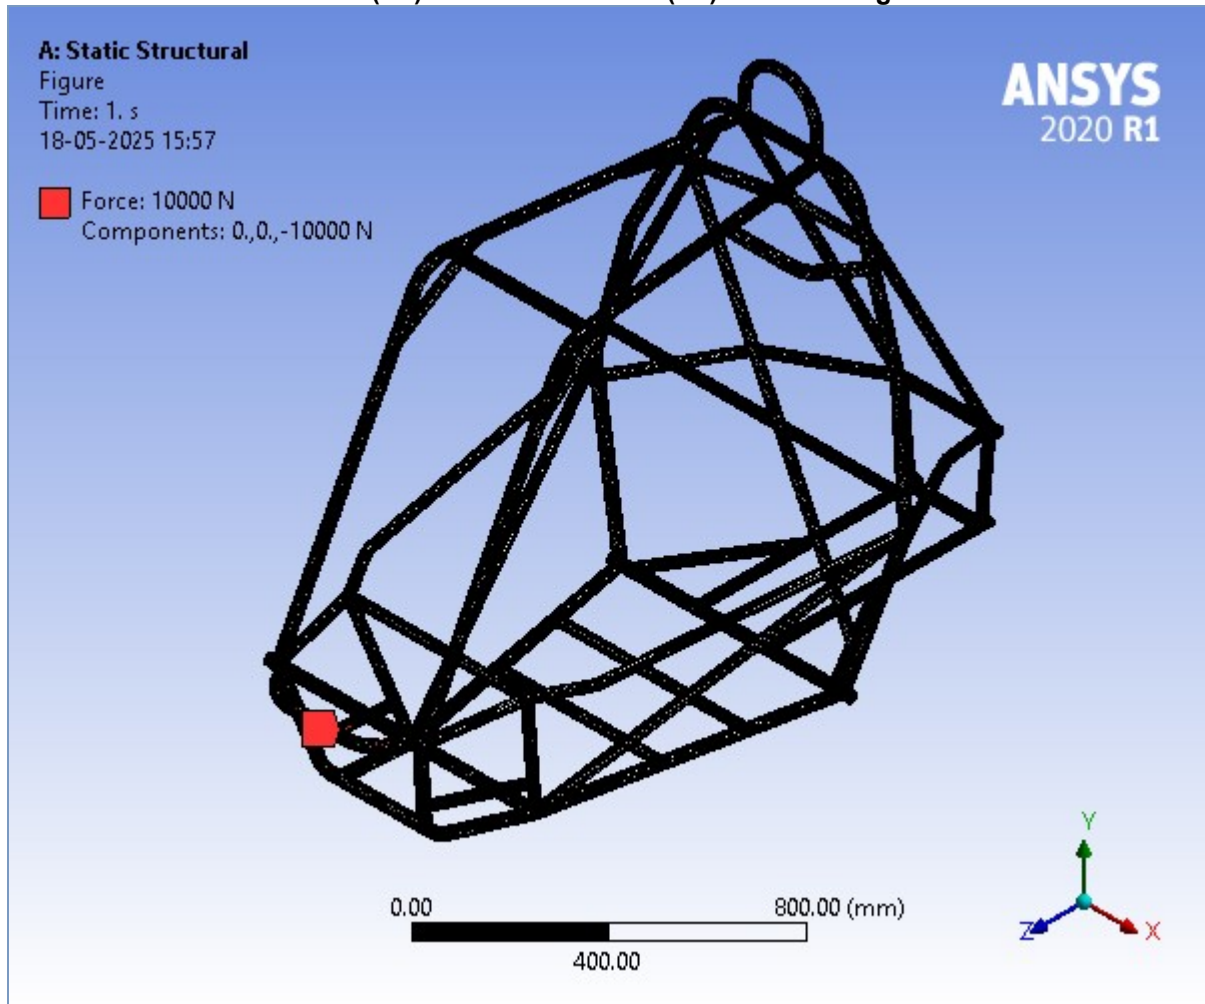 A: Static Structural
Figure
Time: 1. s
18-05-2025 15:57
Force: 10000 N
Components: 0.,0.,-10000 N
ANSYS
2020 R1
0.00
800.00 (mm)
400.00
Y
Z
X